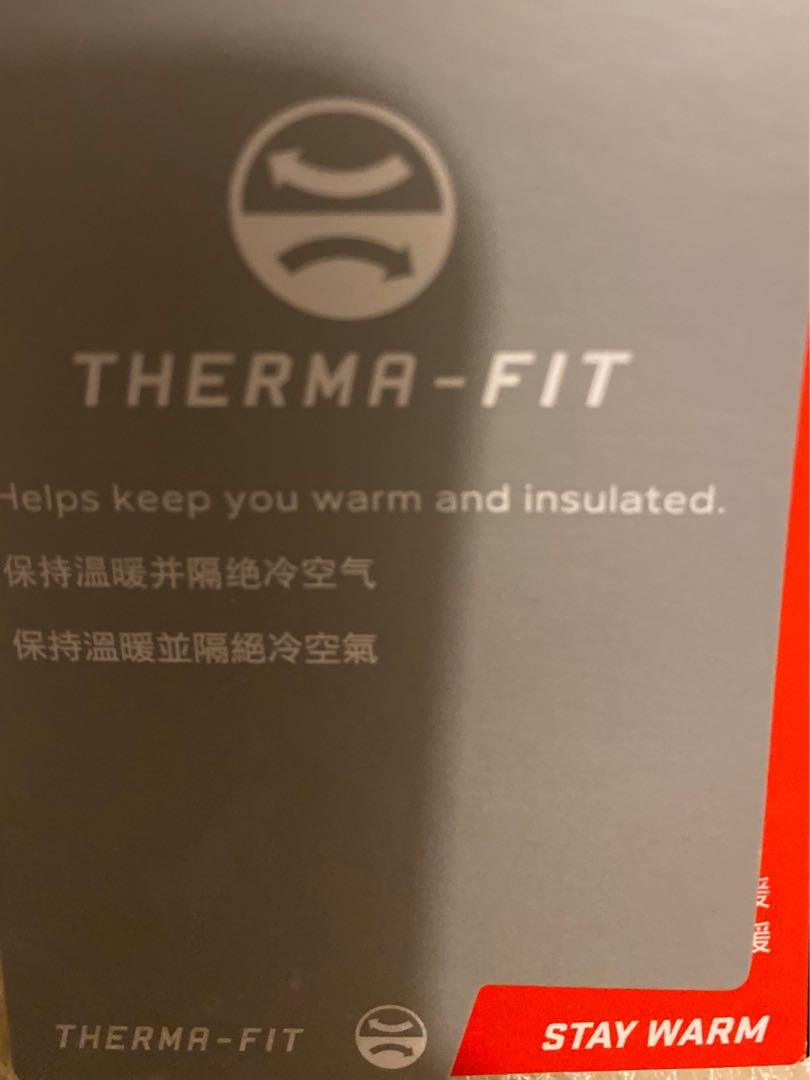 THERMA-FIT
Helps keep you warm and insulated.
保持温暖并隔绝冷空气
保持溫暖並隔絕冷空氣
THERMA-FIT
STAY WARM